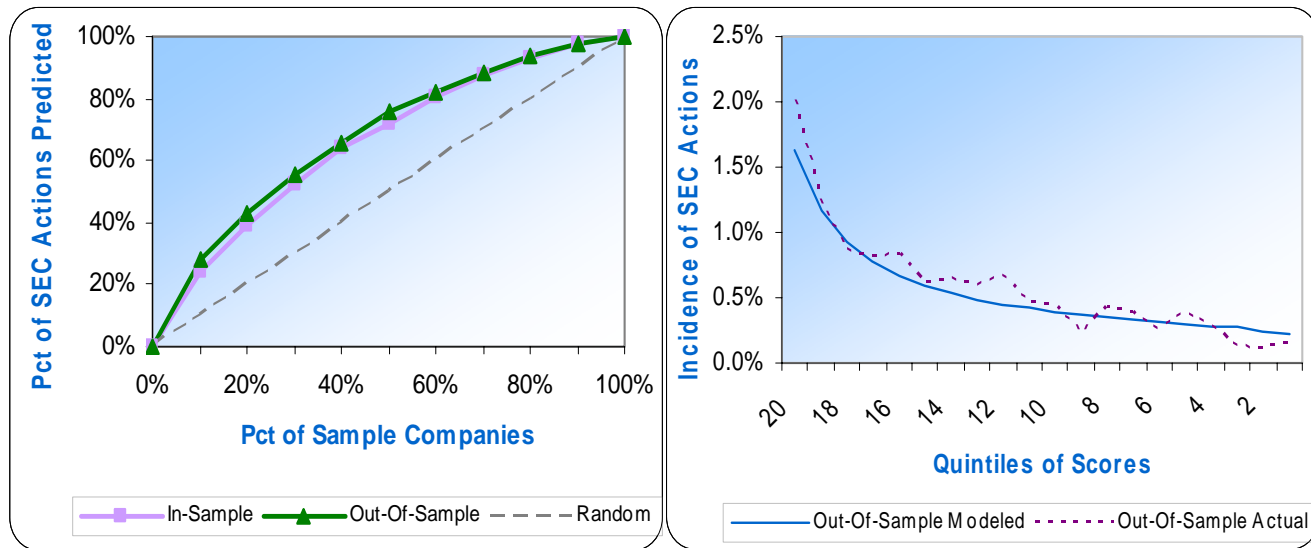 Pct of SEC Actions Predicted
100%
80%
60%
40%
20%
0%
0% 20% 40% 60% 80% 100%
Pct of Sample Companies
In-Sample Out-Of-Sample Random
Incidence of SEC Actions
2.5%
2.0%
1.5%
1.0%
0.5%
0.0%
20 18 16 14 12 10 8 6 4 2
Quintiles of Scores
Out-Of-Sample Modeled Out-Of-Sample Actual